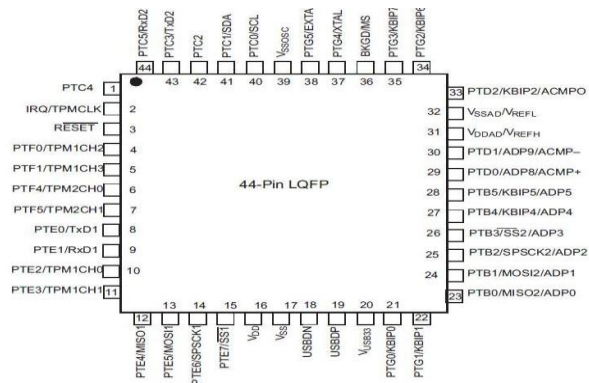 PTC5/RxD2
PTC3/TxD2
PTC2
PTC1/SDA
PTC0/SCL
VSSOSC
PTG5/EXTAL
PTG4/XTAL
BKGD/MS
PTG3/KBIP7
PTG2/KBIP6
44
43
42
41
40
39
38
37
36
35
34
PTC4 1
IRQ/TPMCLK 2
RESET 3
PTF0/TPM1CH2 4
PTF1/TPM1CH3 5
PTF4/TPM2CH0 6
PTF5/TPM2CH1 7
PTE0/TxD1 8
PTE1/RxD1 9
PTE2/TPM1CH0 10
PTE3/TPM1CH1 11
44-Pin LQFP
33 PTD2/KBIP2/ACMPO
32 VSSAD/VREFL
31 VDDAD/VREFH
30 PTD1/ADP9/ACMP–
29 PTD0/ADP8/ACMP+
28 PTB5/KBIP5/ADP5
27 PTB4/KBIP4/ADP4
26 PTB3/SS2/ADP3
25 PTB2/SPSCK2/ADP2
24 PTB1/MOSI2/ADP1
23 PTB0/MISO2/ADP0
12
13
14
15
16
17
18
19
20
21
22
PTE4/MISO1
PTE5/MOSI1
PTE6/SPSCK1
PTE7/SS1
VDD
VSS
USBDN
USBDP
VUSB33
PTG0/KBIP0
PTG1/KBIP1